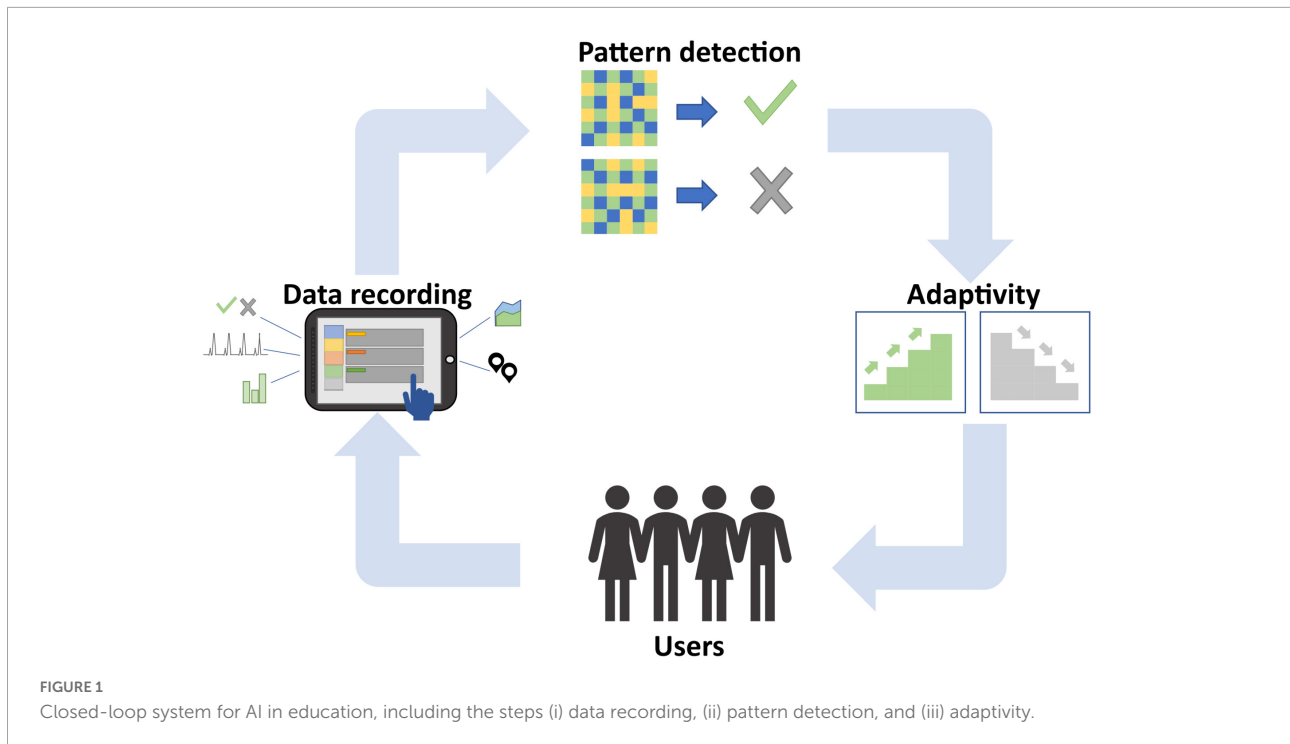 Pattern detection
Data recording
Adaptivity
Users
FIGURE 1
Closed-loop system for AI in education, including the steps (i) data recording, (ii) pattern detection, and (iii) adaptivity.